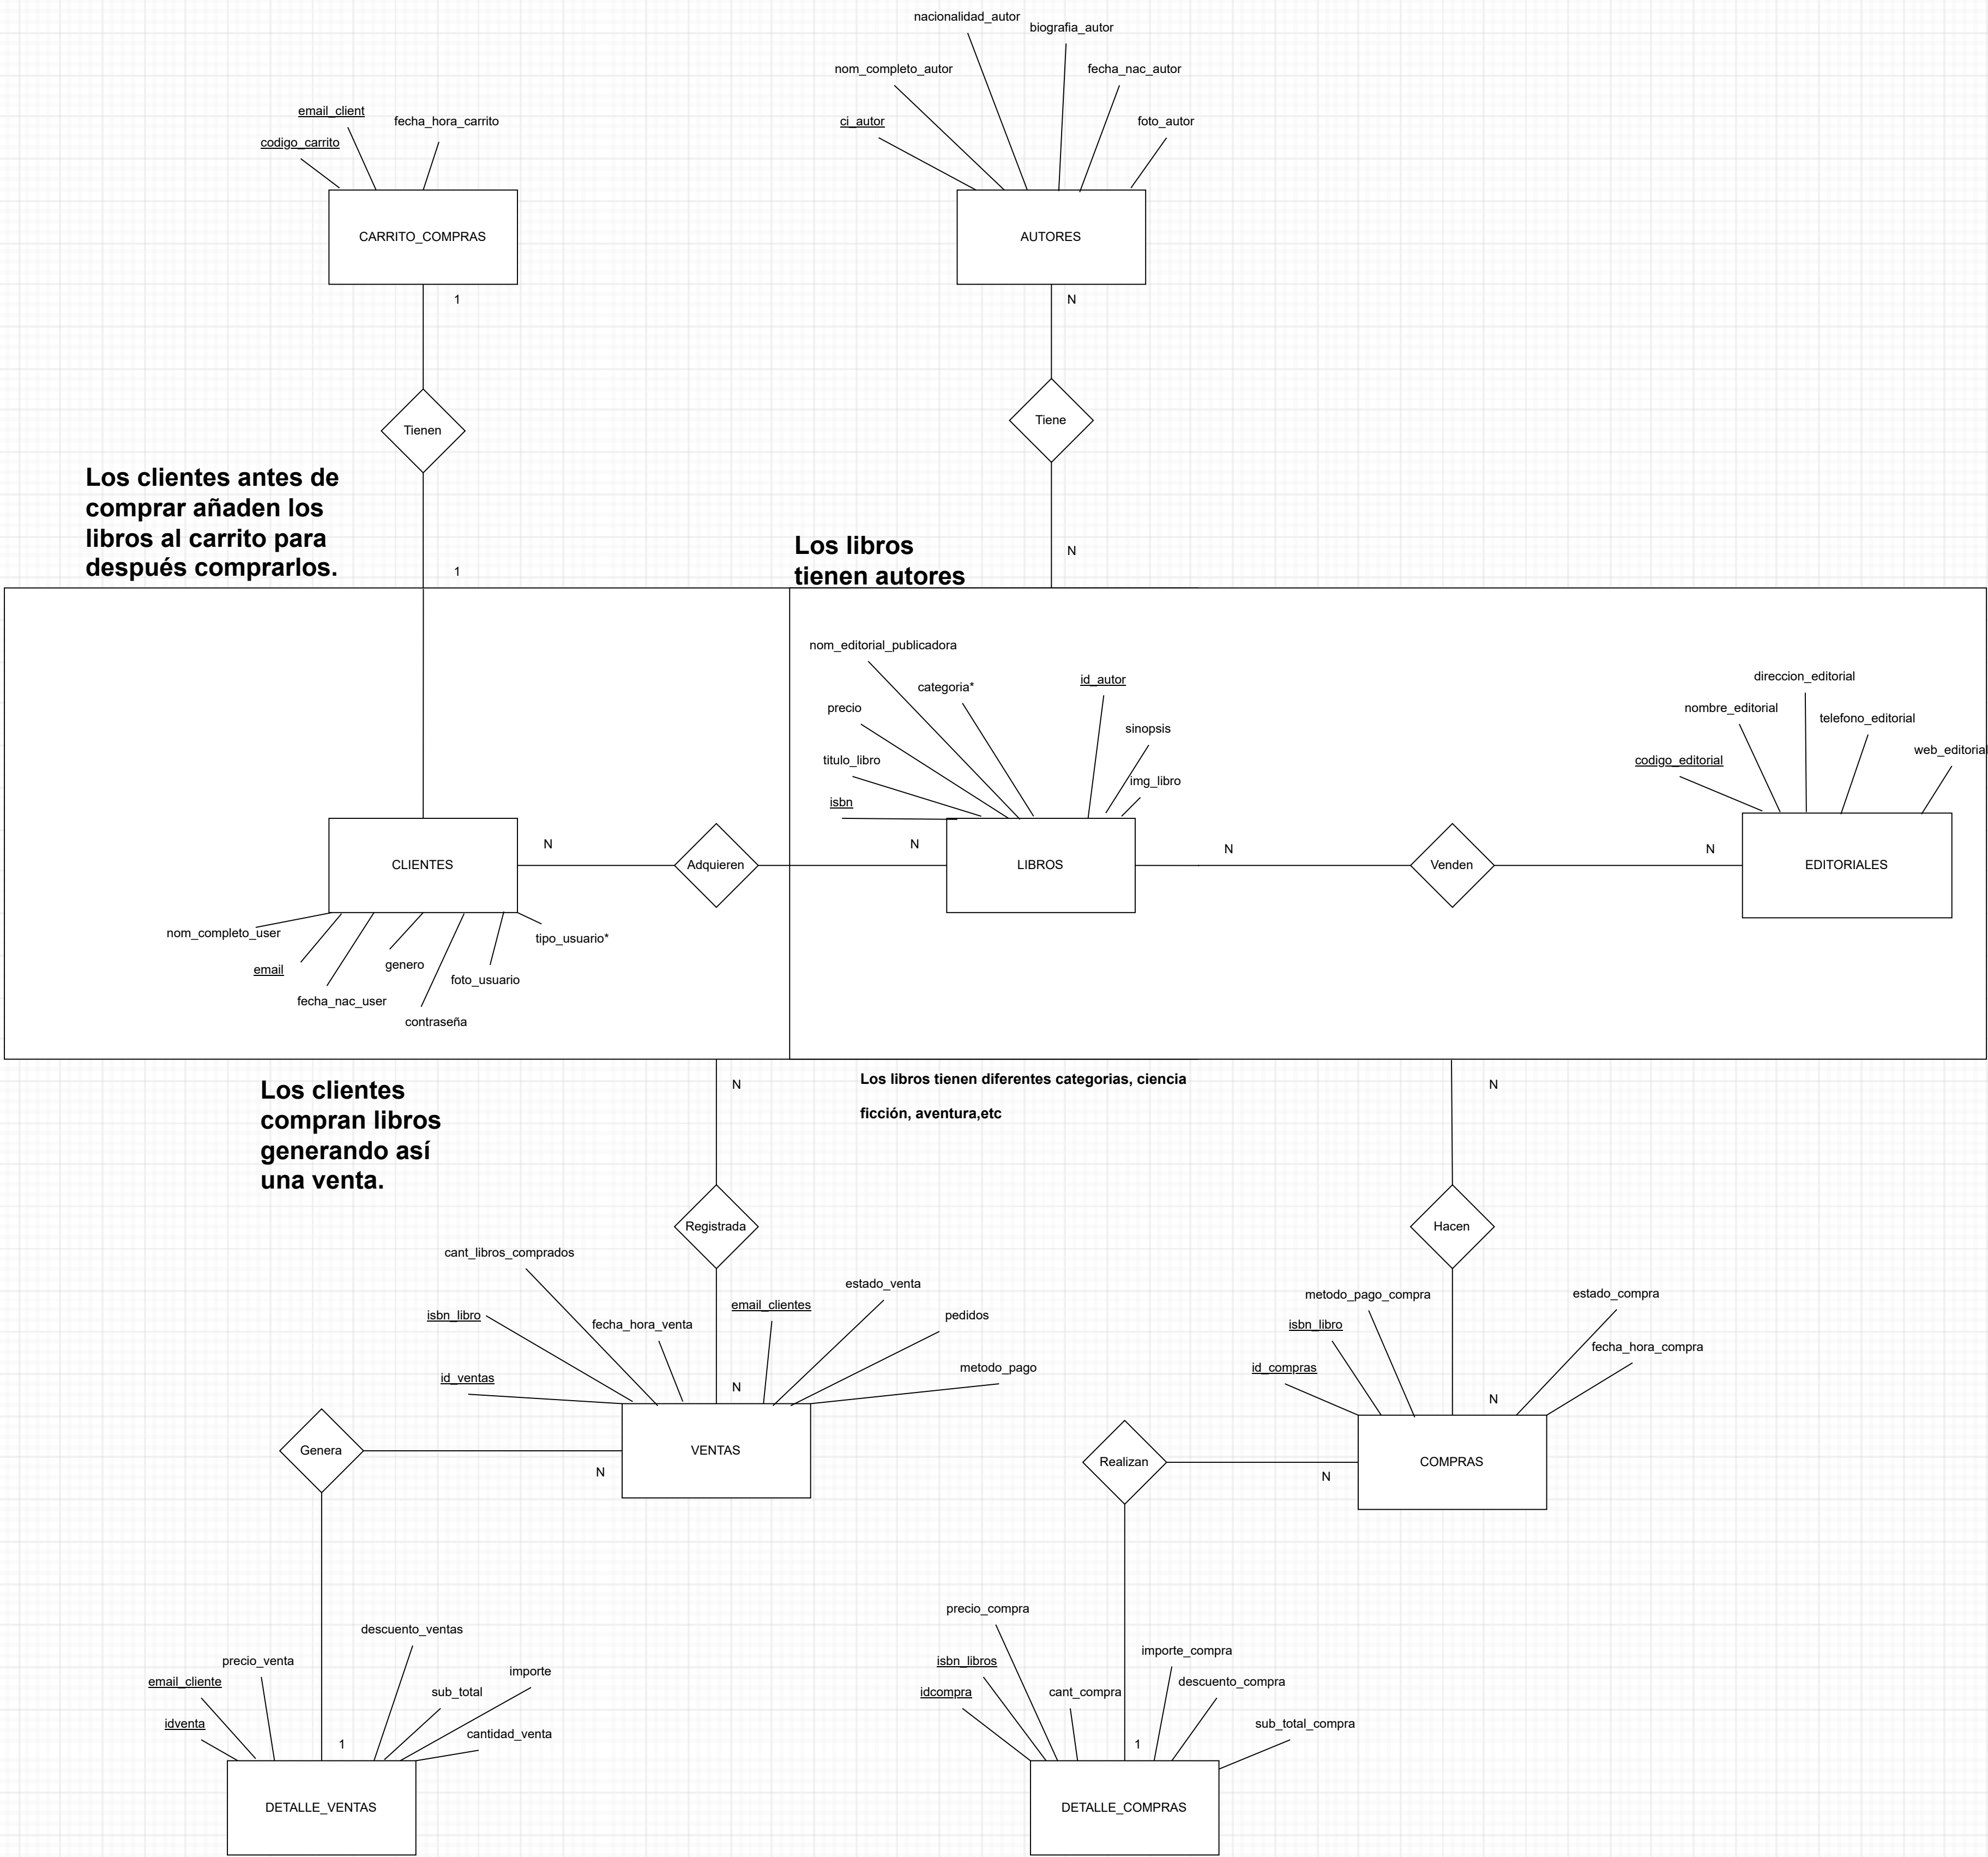 nacionalidad_autor
biografia_autor
nom_completo_autor
fecha_nac_autor
email_client
fecha_hora_carrito
ci_autor
foto_autor
codigo_carrito
CARRITO_COMPRAS
AUTORES
1
N
Tienen
Tiene
Los clientes antes de
comprar añaden los
libros al carrito para
después comprarlos.
1
Los libros
tienen autores
N
nom_editorial_publicadora
categoria*
id_autor
precio
sinopsis
titulo_libro
img_libro
isbn
direccion_editorial
nombre_editorial
telefono_editorial
web_editorial
codigo_editorial
CLIENTES
N
Adquieren
N
LIBROS
N
Venden
N
EDITORIALES
nom_completo_user
tipo_usuario*
email
genero
foto_usuario
fecha_nac_user
contraseña
N
Los libros tienen diferentes categorias, ciencia
ficción, aventura,etc
N
Los clientes
compran libros
generando así
una venta.
Registrada
Hacen
cant_libros_comprados
estado_venta
isbn_libro
email_clientes
fecha_hora_venta
pedidos
id_ventas
metodo_pago
N
metodo_pago_compra
estado_compra
isbn_libro
fecha_hora_compra
id_compras
N
Genera
N
VENTAS
Realizan
N
COMPRAS
descuento_ventas
precio_venta
email_cliente
importe
sub_total
idventa
cantidad_venta
1
DETALLE_VENTAS
precio_compra
importe_compra
isbn_libros
descuento_compra
idcompra
cant_compra
sub_total_compra
1
DETALLE_COMPRAS